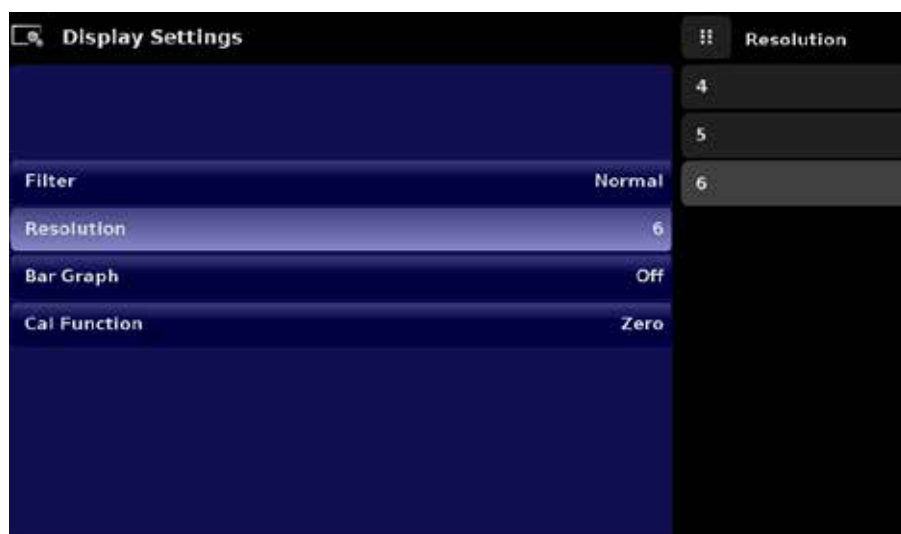 Display Settings
Filter Normal
Resolution 6
Bar Graph Off
Cal Function Zero
Resolution
4
5
6